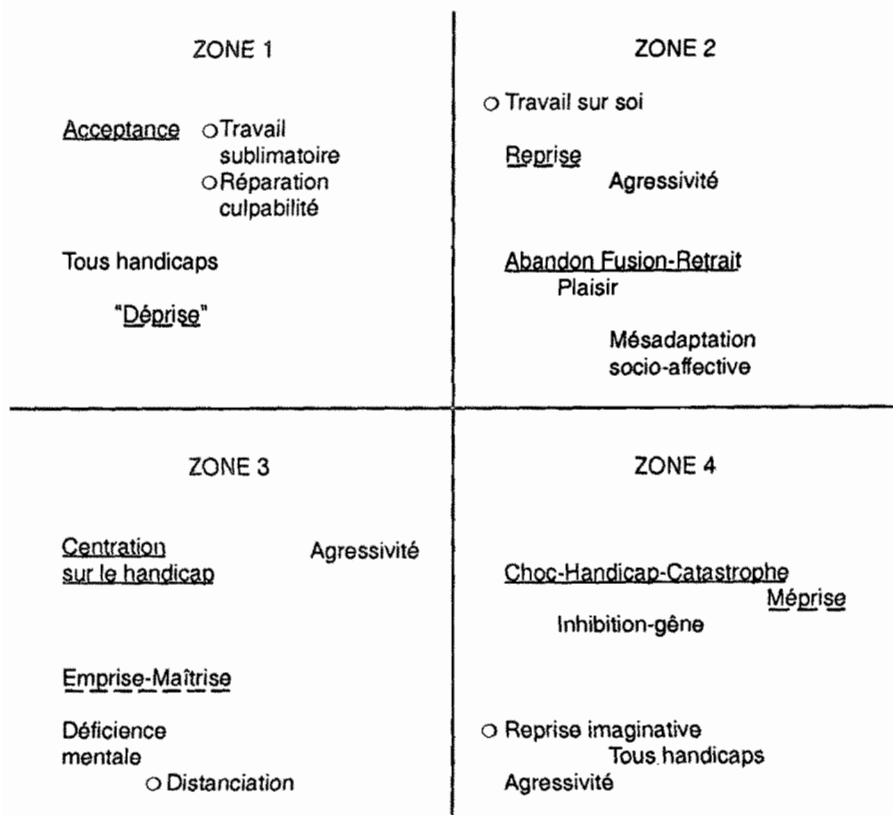 ZONE 1
Acceptance ○ Travail
sublimatoire
○ Réparation
culpabilité
Tous handicaps
"Déprise"
ZONE 2
○ Travail sur soi
Reprise
Agressivité
Abandon Fusion-Retrait
Plaisir
Mésadaptation
socio-affective
ZONE 3
Centration Agressivité
sur le handicap
Emprise-Maîtrise
Déficience
mentale
○ Distanciation
ZONE 4
Choc-Handicap-Catastrophe
Méprise
Inhibition-gêne
○ Reprise imaginative
Tous handicaps
Agressivité